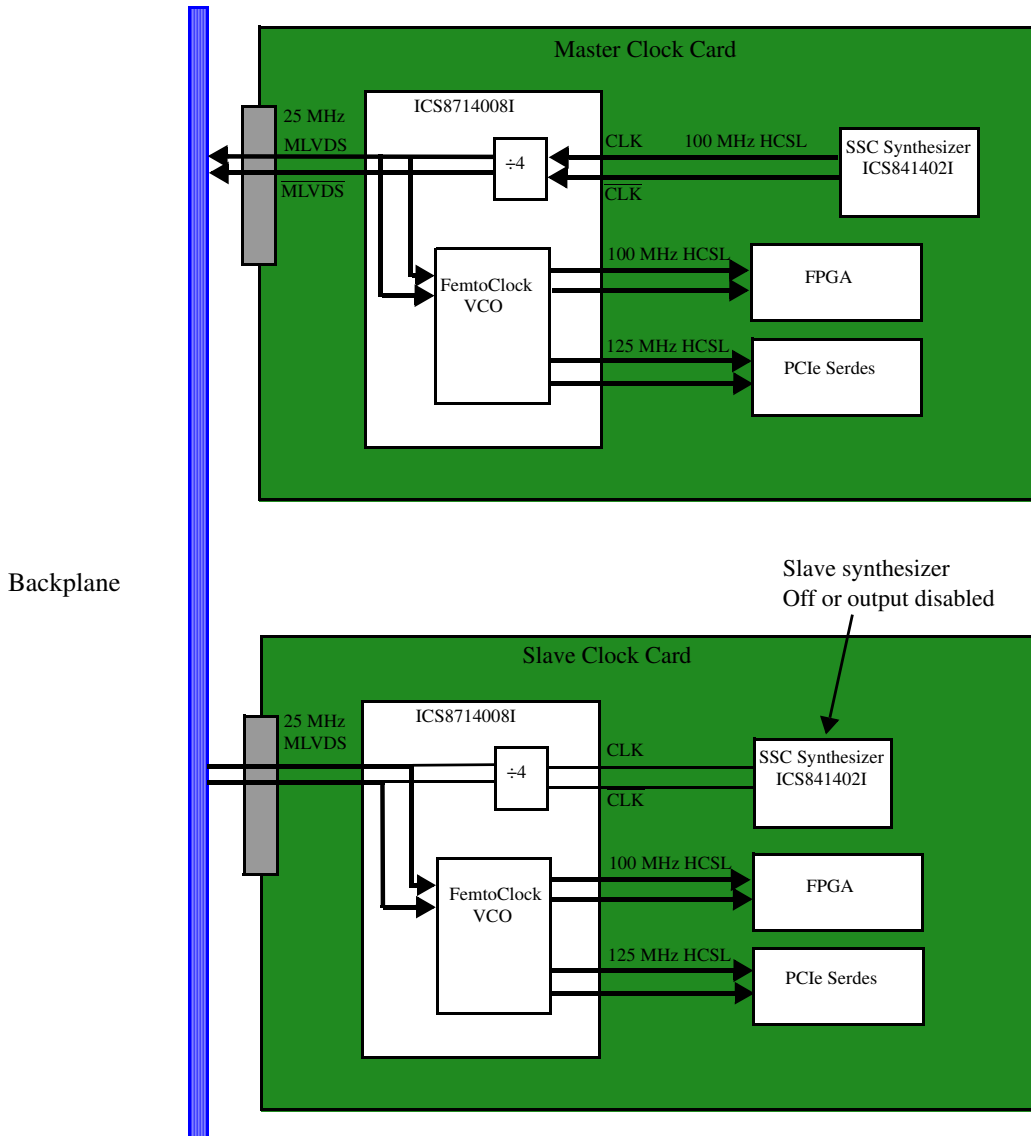 Master Clock Card
ICS8714008I
25 MHz
MLVDS
MLVDS
÷4
CLK
100 MHz HCSL
CLK
SSC Synthesizer
ICS841402I
FemtoClock
VCO
100 MHz HCSL
FPGA
125 MHz HCSL
PCIe Serdes
Backplane
Slave synthesizer
Off or output disabled
Slave Clock Card
ICS8714008I
25 MHz
MLVDS
÷4
CLK
CLK
SSC Synthesizer
ICS841402I
FemtoClock
VCO
100 MHz HCSL
FPGA
125 MHz HCSL
PCIe Serdes